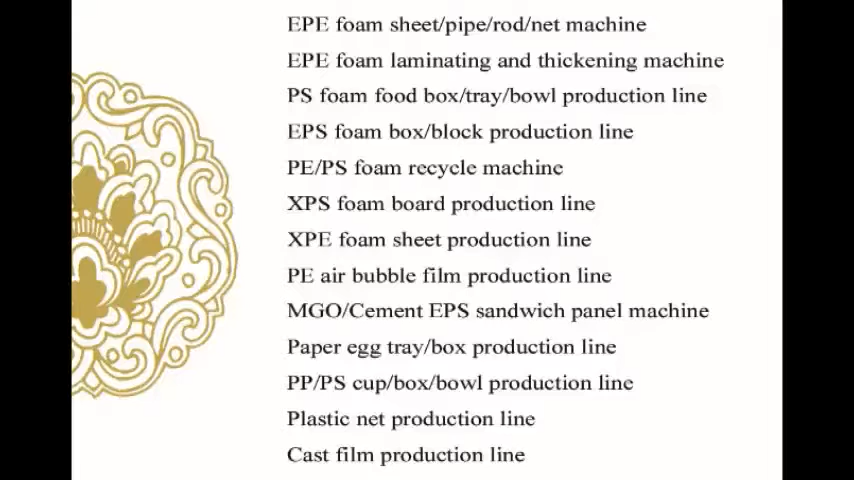 EPE foam sheet/pipe/rod/net machine
EPE foam laminating and thickening machine
PS foam food box/tray/bowl production line
EPS foam box/block production line
PE/PS foam recycle machine
XPS foam board production line
XPE foam sheet production line
PE air bubble film production line
MGO/Cement EPS sandwich panel machine
Paper egg tray/box production line
PP/PS cup/box/bowl production line
Plastic net production line
Cast film production line